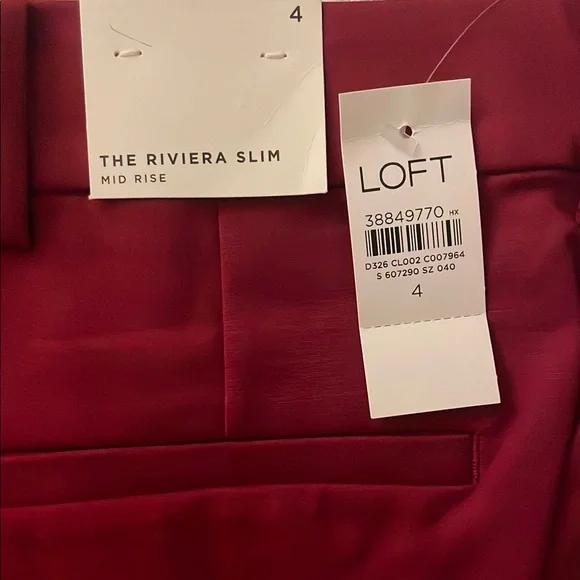 4
THE RIVIERA SLIM
MID RISE
LOFT
38849770 HX
D326 CL002 C007964
S 607290 SZ 040
4